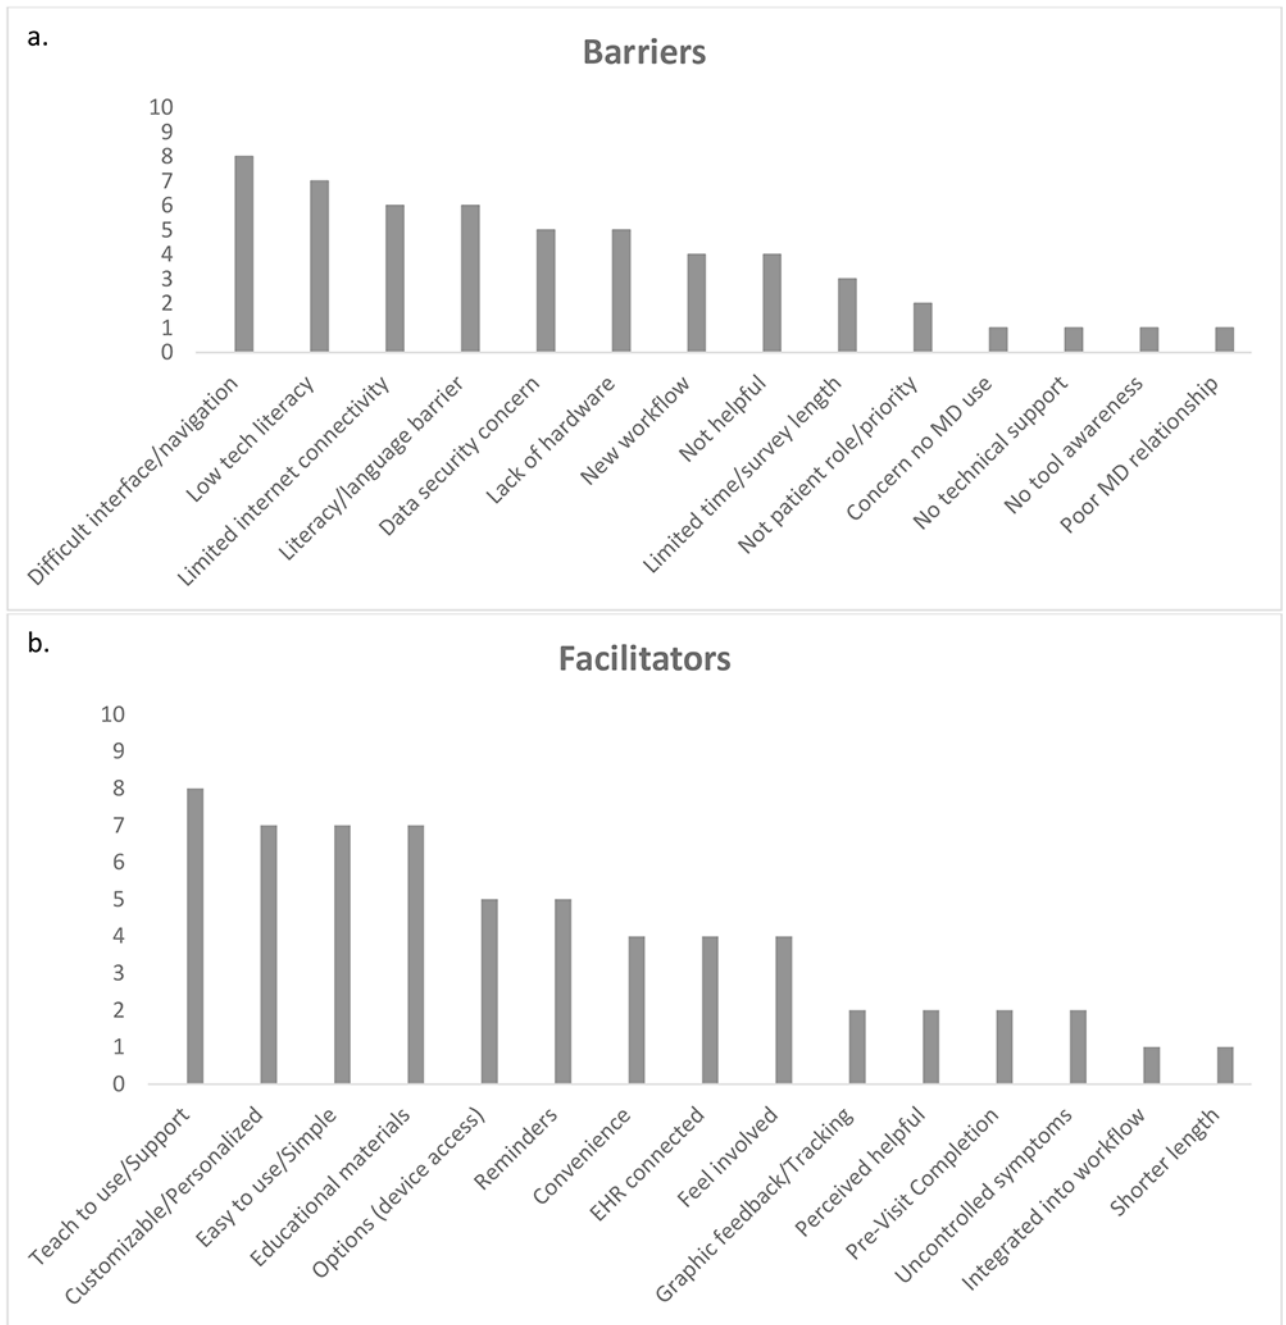 a.
Barriers
10
9
8
7
6
5
4
3
2
1
0
Difficult interface/navigation
Low tech literacy
Limited internet connectivity
Literacy/language barrier
Data security concern
Lack of hardware
New workflow
Not helpful
Limited time/survey length
Not patient role/priority
Concern no MD use
No technical support
No tool awareness
Poor MD relationship
b.
Facilitators
10
9
8
7
6
5
4
3
2
1
0
Teach to use/Support
Customizable/Personalized
Easy to use/Simple
Educational materials
Options (device access)
Reminders
Convenience
EHR connected
Feel involved
Graphic feedback/Tracking
Perceived helpful
Pre-Visit Completion
Uncontrolled symptoms
Integrated into workflow
Shorter length